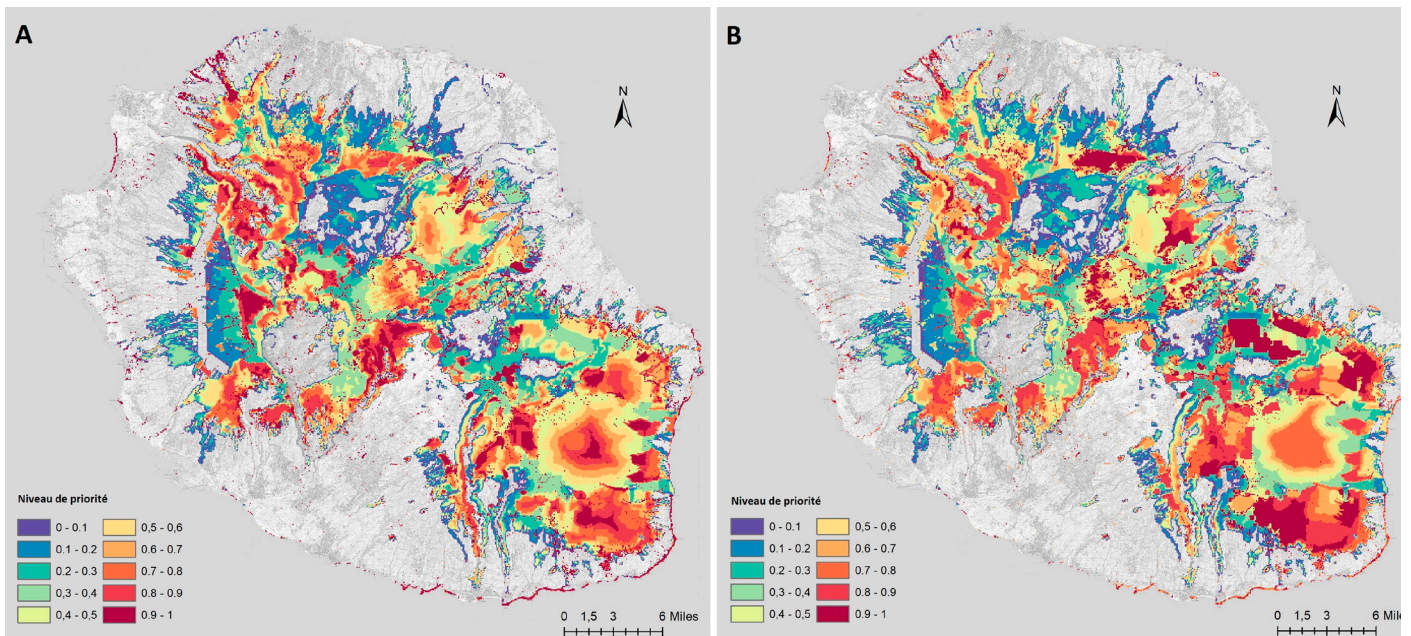 A
N
Niveau de priorité
0 - 0.1
0,5 - 0,6
0.1 - 0.2
0.6 - 0.7
0.2 - 0.3
0,7 - 0,8
0,3 - 0,4
0.8 - 0.9
0,4 - 0,5
0.9 - 1
0 1,5 3 6 Miles
B
N
Niveau de priorité
0 - 0.1
0,5 - 0,6
0.1 - 0.2
0.6 - 0.7
0.2 - 0.3
0,7 - 0,8
0,3 - 0,4
0.8 - 0.9
0,4 - 0,5
0.9 - 1
0 1,5 3 6 Mile